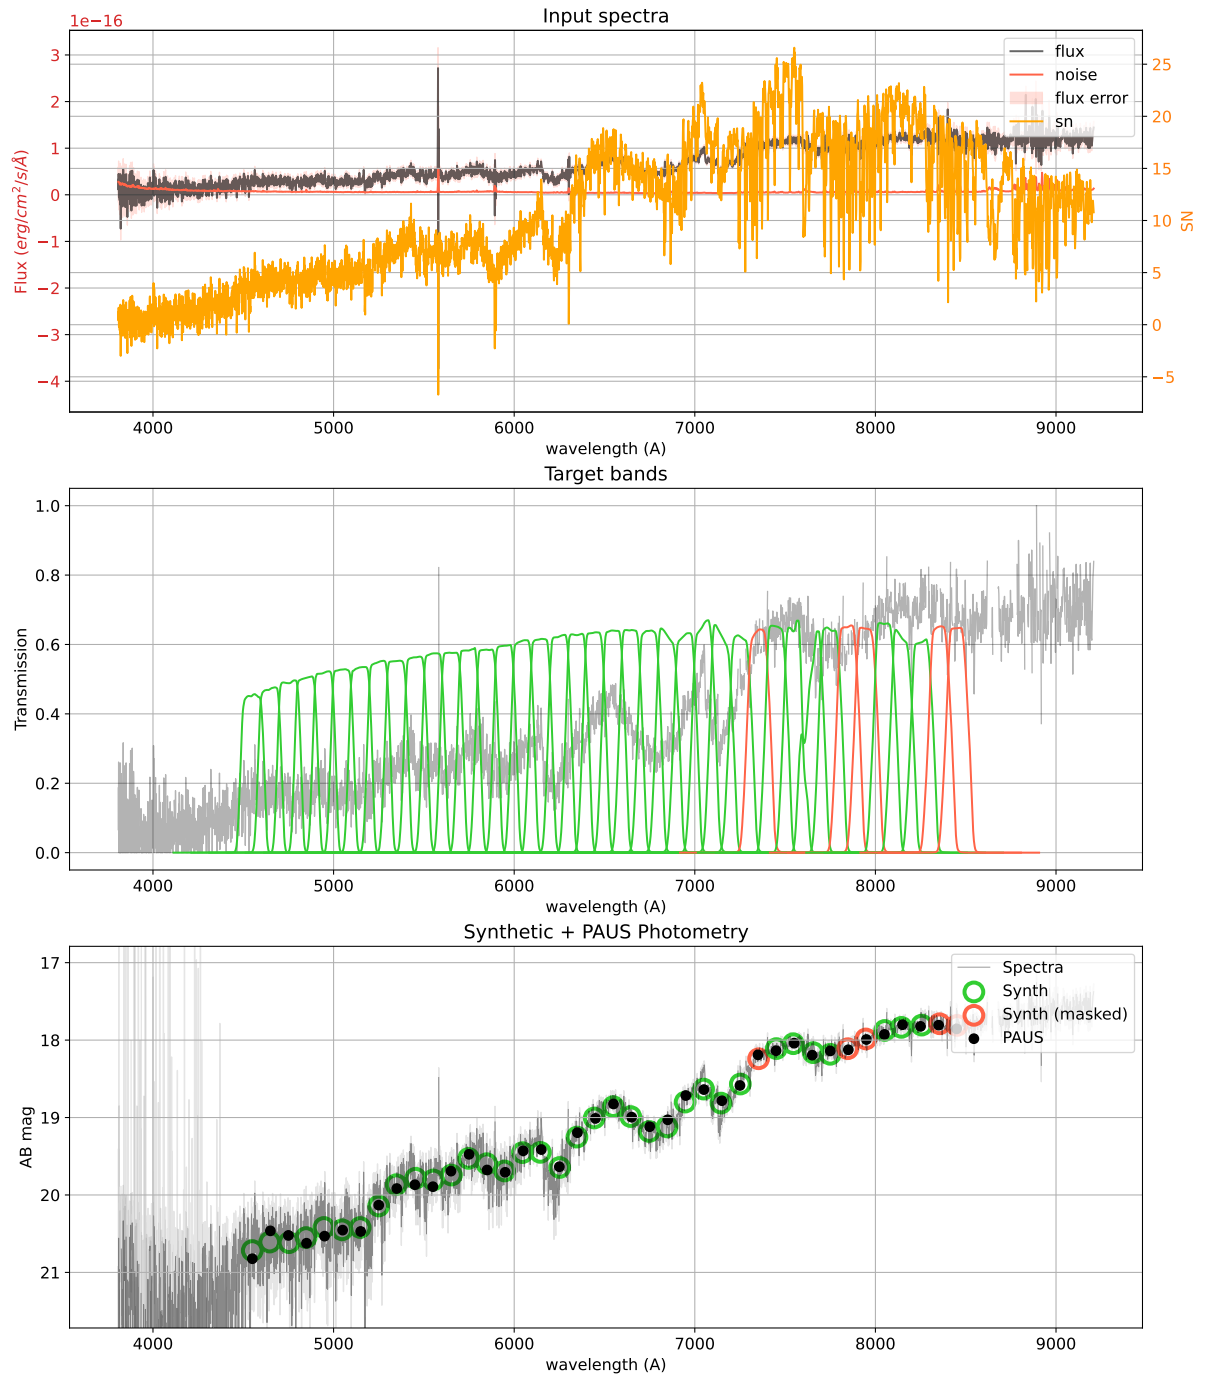 Input spectra
1e−16
3
2
1
0
−1
−2
−3
−4
Flux (erg/cm²/s/Å)
25
20
15
10
5
0
−5
SN
flux
noise
flux error
sn
4000 5000 6000 7000 8000 9000
wavelength (A)
Target bands
1.0
0.8
0.6
0.4
0.2
0.0
Transmission
4000 5000 6000 7000 8000 9000
wavelength (A)
Synthetic + PAUS Photometry
17
18
19
20
21
AB mag
Spectra
Synth
Synth (masked)
PAUS
4000 5000 6000 7000 8000 9000
wavelength (A)